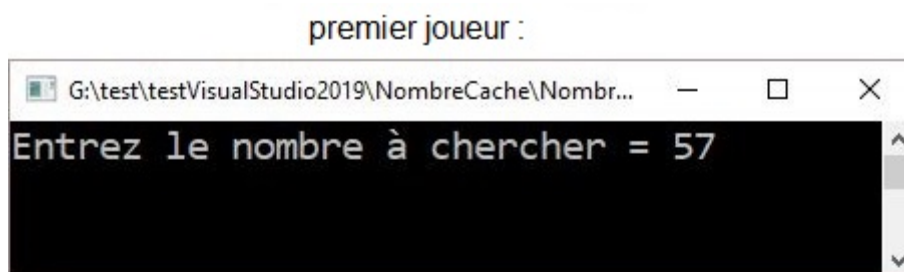 premier joueur :
G:\test\testVisualStudio2019\NombreCache\Nombr...
Entrez le nombre à chercher = 57